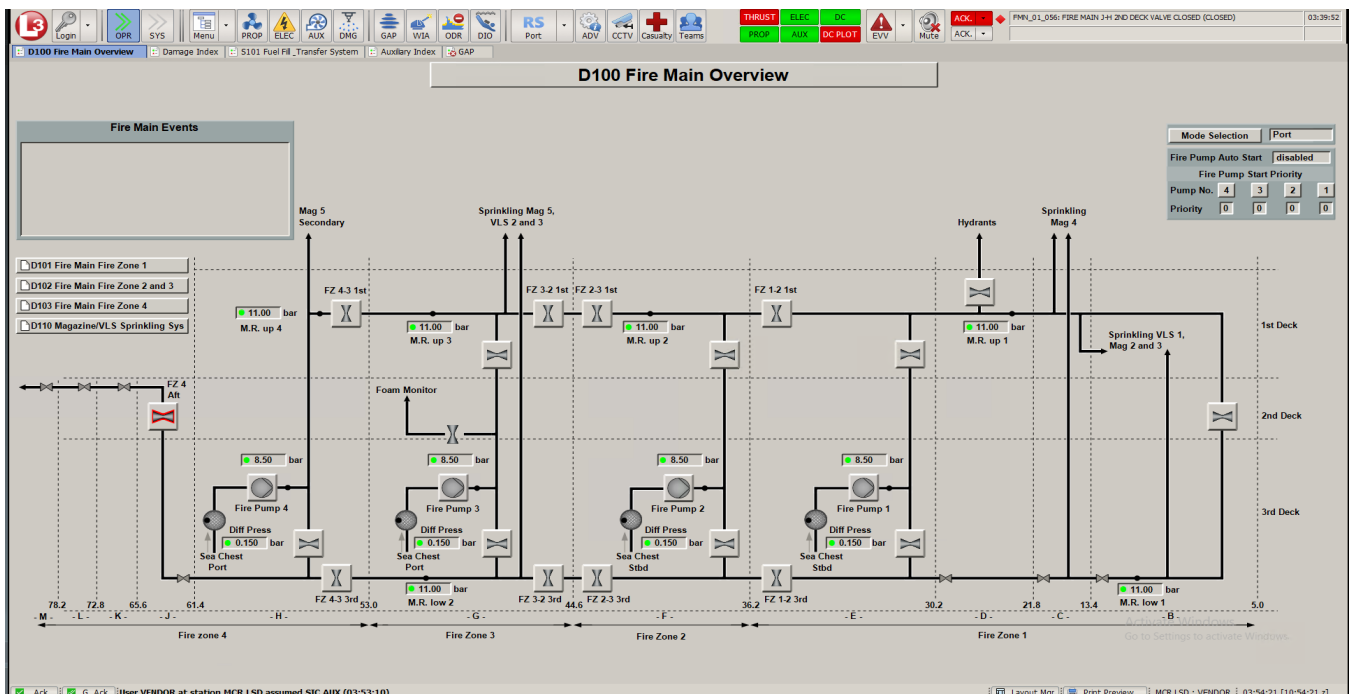 L3 Login OPR SYS Menu PROP ELEC AUX DMG GAP WIA ODR DIO RS Port ADV CCTV Casualty Teams THRUST ELEC DC EVV Mute ACK. FMN_01_056: FIRE MAIN J-H 2ND DECK VALVE CLOSED (CLOSED) 03:39:52
PROP AUX DC PLOT ACK.
D100 Fire Main Overview Damage Index S101 Fuel Fill _Transfer System Auxiliary Index GAP
D100 Fire Main Overview
Fire Main Events
Mode Selection Port
Fire Pump Auto Start disabled
Fire Pump Start Priority
Pump No. 4 3 2 1
Priority 0 0 0 0
Mag 5
Secondary
Sprinkling Mag 5,
VLS 2 and 3
Hydrants
Sprinkling
Mag 4
D101 Fire Main Fire Zone 1
D102 Fire Main Fire Zone 2 and 3
D103 Fire Main Fire Zone 4
D110 Magazine/VLS Sprinkling Sys
FZ 4-3 1st
FZ 3-2 1st
FZ 2-3 1st
FZ 1-2 1st
11.00 bar
M.R. up 4
11.00 bar
M.R. up 3
11.00 bar
M.R. up 2
11.00 bar
M.R. up 1
1st Deck
Sprinkling VLS 1,
Mag 2 and 3
FZ 4
Aft
Foam Monitor
2nd Deck
8.50 bar
8.50 bar
8.50 bar
8.50 bar
Fire Pump 4
Fire Pump 3
Fire Pump 2
Fire Pump 1
3rd Deck
Diff Press
0.150 bar
Sea Chest
Port
Diff Press
0.150 bar
Sea Chest
Port
Diff Press
0.150 bar
Sea Chest
Stbd
Diff Press
0.150 bar
Sea Chest
Stbd
FZ 4-3 3rd
11.00 bar
M.R. low 2
FZ 3-2 3rd
FZ 2-3 3rd
FZ 1-2 3rd
11.00 bar
M.R. low 1
78.2 72.8 65.6 61.4 53.0 44.6 36.2 30.2 21.8 13.4 5.0
- M - - L - - K - - J - - H - - G - - F - - E - - D - - C - - B -
Fire zone 4 Fire Zone 3 Fire Zone 2 Fire Zone 1
Activate Windows
Go to Settings to activate Windows.
Ack G. Ack User VENDOR at station MCR LSD assumed SIC AUX (03:53:10) Layout Mgr Print Preview MCR LSD : VENDOR 03:54:21 [10:54:21 z]